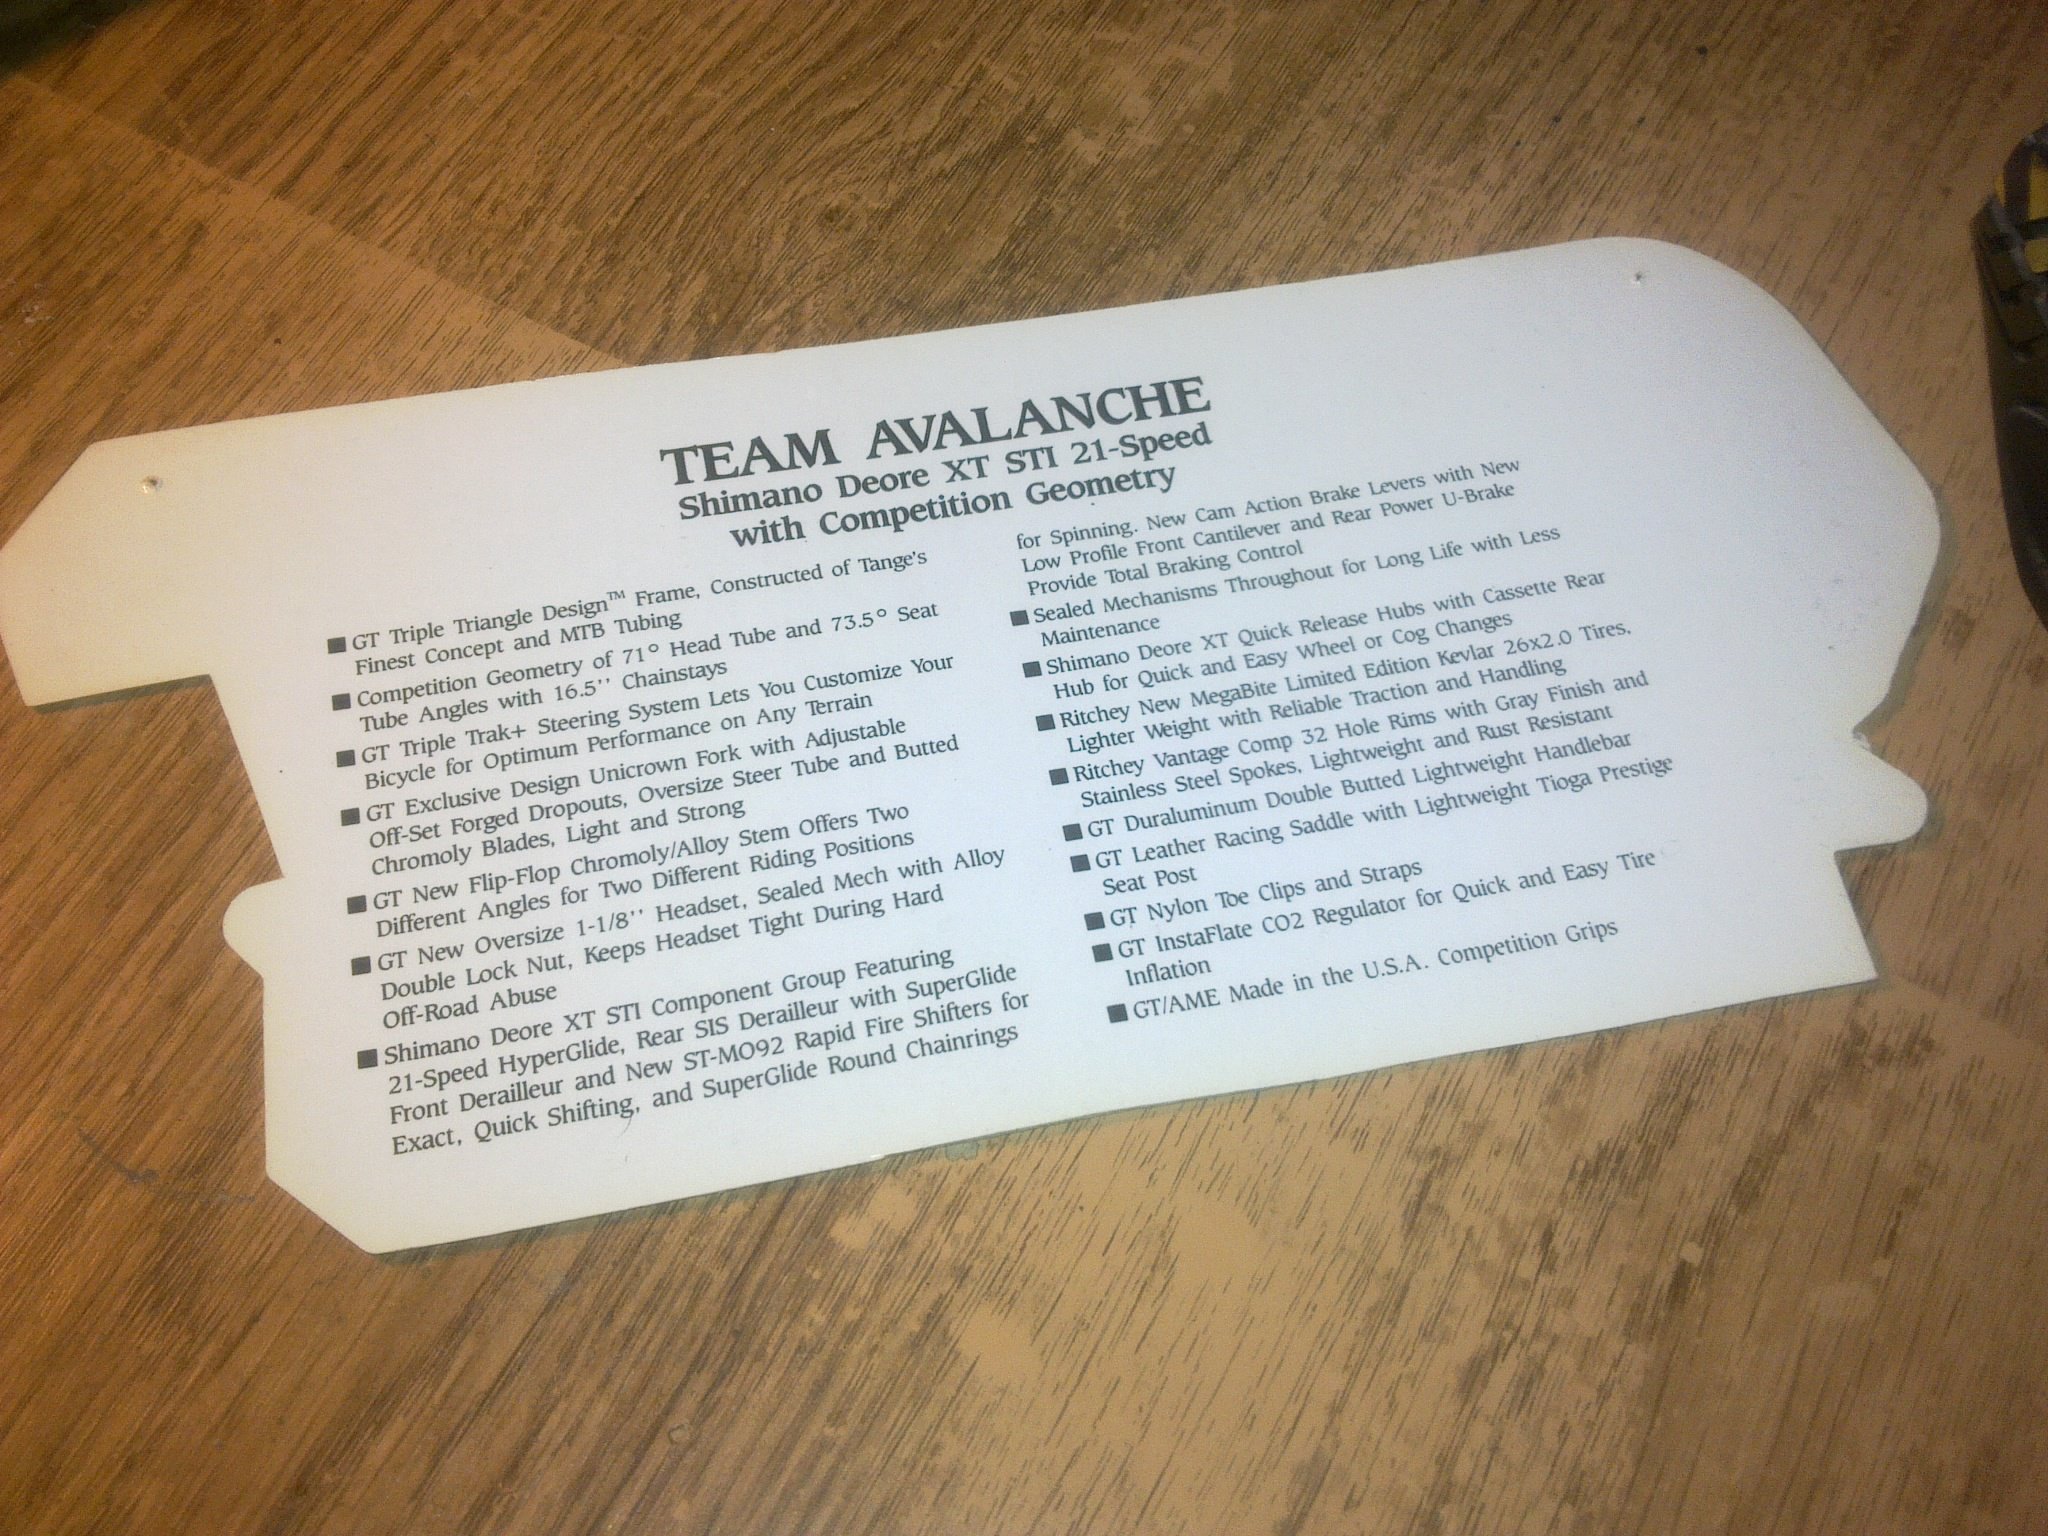 TEAM AVALANCHE
Shimano Deore XT STI 21-Speed
with Competition Geometry
■ GT Triple Triangle Design™ Frame, Constructed of Tange's
Finest Concept and MTB Tubing
■ Competition Geometry of 71° Head Tube and 73.5° Seat
Tube Angles with 16.5'' Chainstays
■ GT Triple Trak+ Steering System Lets You Customize Your
Bicycle for Optimum Performance on Any Terrain
■ GT Exclusive Design Unicrown Fork with Adjustable
Off-Set Forged Dropouts, Oversize Steer Tube and Butted
Chromoly Blades, Light and Strong
■ GT New Flip-Flop Chromoly/Alloy Stem Offers Two
Different Angles for Two Different Riding Positions
■ GT New Oversize 1-1/8'' Headset, Sealed Mech with Alloy
Double Lock Nut, Keeps Headset Tight During Hard
Off-Road Abuse
■ Shimano Deore XT STI Component Group Featuring
21-Speed HyperGlide, Rear SIS Derailleur with SuperGlide
Front Derailleur and New ST-MO92 Rapid Fire Shifters for
Exact, Quick Shifting, and SuperGlide Round Chainrings
for Spinning. New Cam Action Brake Levers with New
Low Profile Front Cantilever and Rear Power U-Brake
Provide Total Braking Control
■ Sealed Mechanisms Throughout for Long Life with Less
Maintenance
■ Shimano Deore XT Quick Release Hubs with Cassette Rear
Hub for Quick and Easy Wheel or Cog Changes
■ Ritchey New MegaBite Limited Edition Kevlar 26x2.0 Tires,
Lighter Weight with Reliable Traction and Handling
■ Ritchey Vantage Comp 32 Hole Rims with Gray Finish and
Stainless Steel Spokes, Lightweight and Rust Resistant
■ GT Duraluminum Double Butted Lightweight Handlebar
■ GT Leather Racing Saddle with Lightweight Tioga Prestige
Seat Post
■ GT Nylon Toe Clips and Straps
■ GT InstaFlate CO2 Regulator for Quick and Easy Tire
Inflation
■ GT/AME Made in the U.S.A. Competition Grips